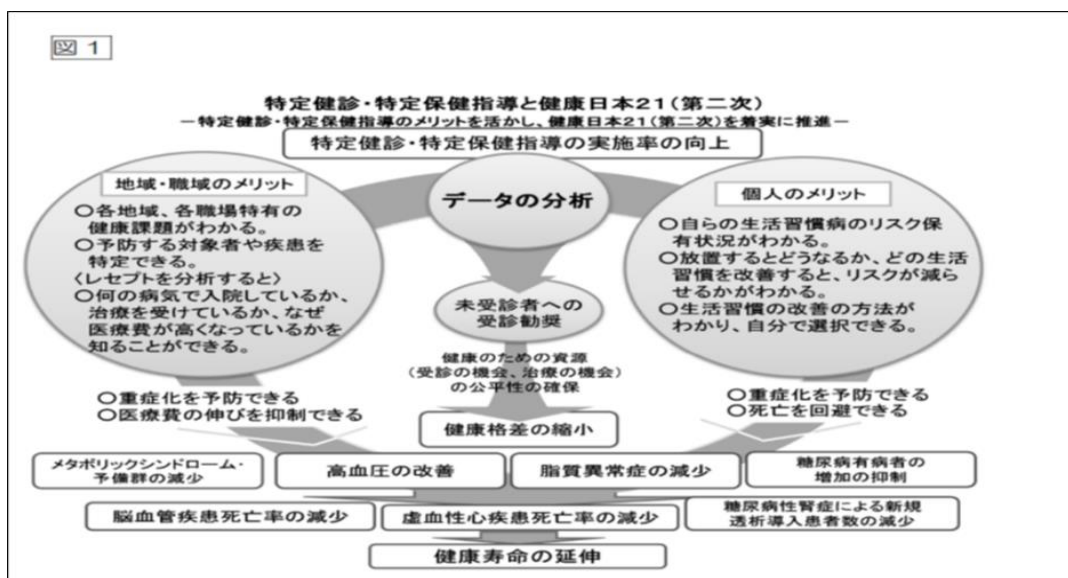 図 1
特定健診・特定保健指導と健康日本21(第二次)
－特定健診・特定保健指導のメリットを活かし、健康日本21(第二次)を着実に推進－
特定健診・特定保健指導の実施率の向上
地域・職域のメリット
○各地域、各職場特有の
健康課題がわかる。
○予防する対象者や疾患を
特定できる。
〈レセプトを分析すると〉
○何の病気で入院しているか、
治療を受けているか、なぜ
医療費が高くなっているかを
知ることができる。
データの分析
個人のメリット
○自らの生活習慣病のリスク保
有状況がわかる。
○放置するとどうなるか、どの生活
習慣を改善すると、リスクが減ら
せるかがわかる。
○生活習慣の改善の方法が
わかり、自分で選択できる。
未受診者への
受診勧奨
健康のための資源
(受診の機会、治療の機会)
の公平性の確保
○重症化を予防できる
○医療費の伸びを抑制できる
○重症化を予防できる
○死亡を回避できる
健康格差の縮小
メタボリックシンドローム・
予備群の減少
高血圧の改善
脂質異常症の減少
糖尿病有病者の
増加の抑制
脳血管疾患死亡率の減少
虚血性心疾患死亡率の減少
糖尿病性腎症による新規
透析導入患者数の減少
健康寿命の延伸